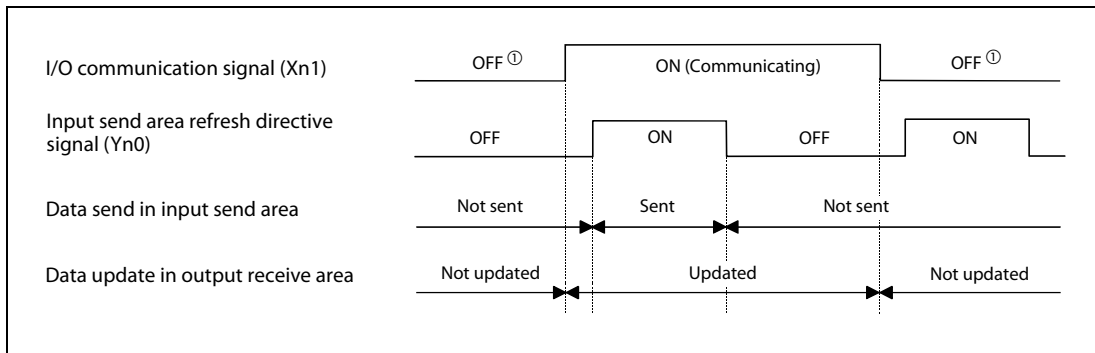 I/O communication signal (Xn1) OFF ① ON (Communicating) OFF ①
Input send area refresh directive
signal (Yn0) OFF ON OFF ON
Data send in input send area Not sent Sent Not sent
Data update in output receive area Not updated Updated Not updated